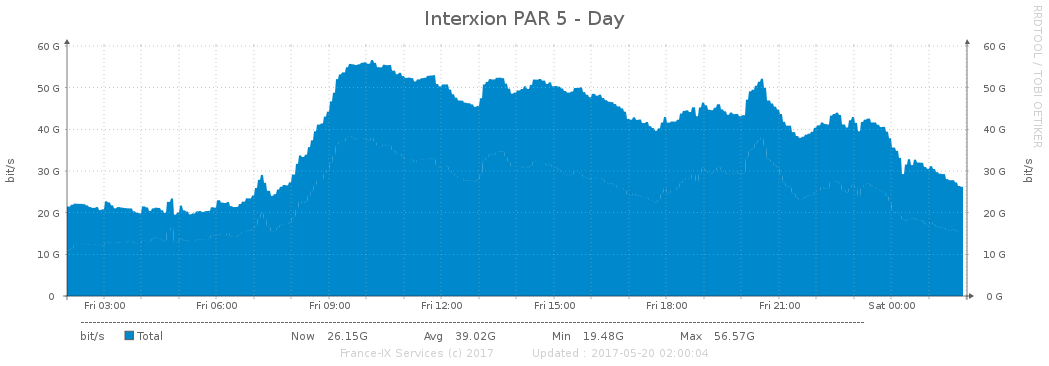 Interxion PAR 5 - Day
RRDTOOL / TOBI OETIKER
60 G 60 G
50 G 50 G
40 G 40 G
30 G 30 G
20 G 20 G
10 G 10 G
0 0 G
bit/s
bit/s
Fri 03:00 Fri 06:00 Fri 09:00 Fri 12:00 Fri 15:00 Fri 18:00 Fri 21:00 Sat 00:00
bit/s Total Now 26.15G Avg 39.02G Min 19.48G Max 56.57G
France-IX Services (c) 2017 Updated : 2017-05-20 02:00:04